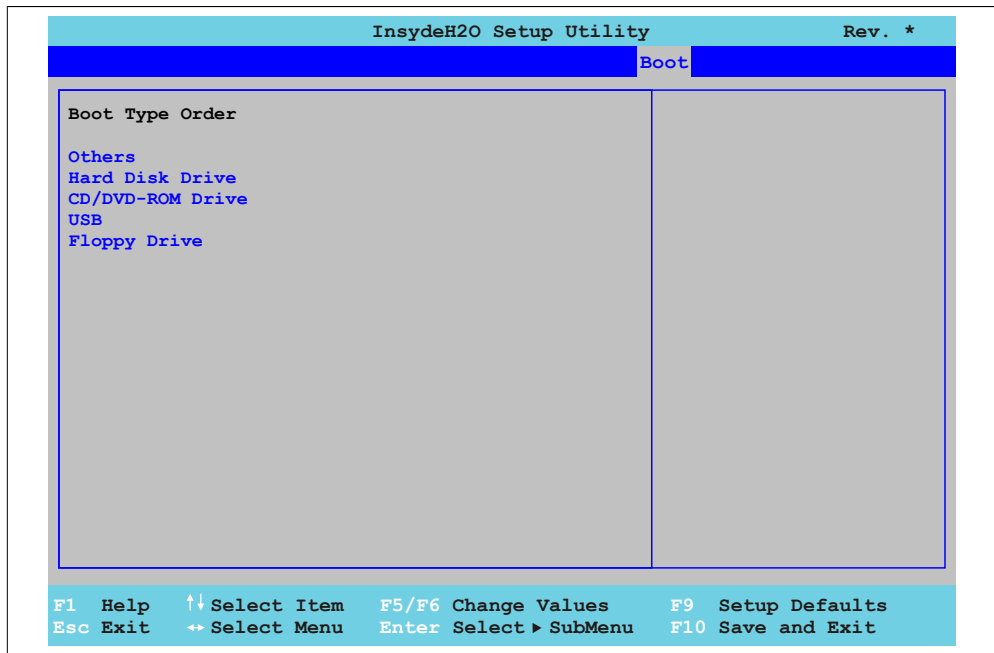 InsydeH2O Setup Utility Rev. *
Boot
Boot Type Order
Others
Hard Disk Drive
CD/DVD-ROM Drive
USB
Floppy Drive
F1 Help ↑↓ Select Item F5/F6 Change Values F9 Setup Defaults
Esc Exit ↔ Select Menu Enter Select ▶ SubMenu F10 Save and Exit